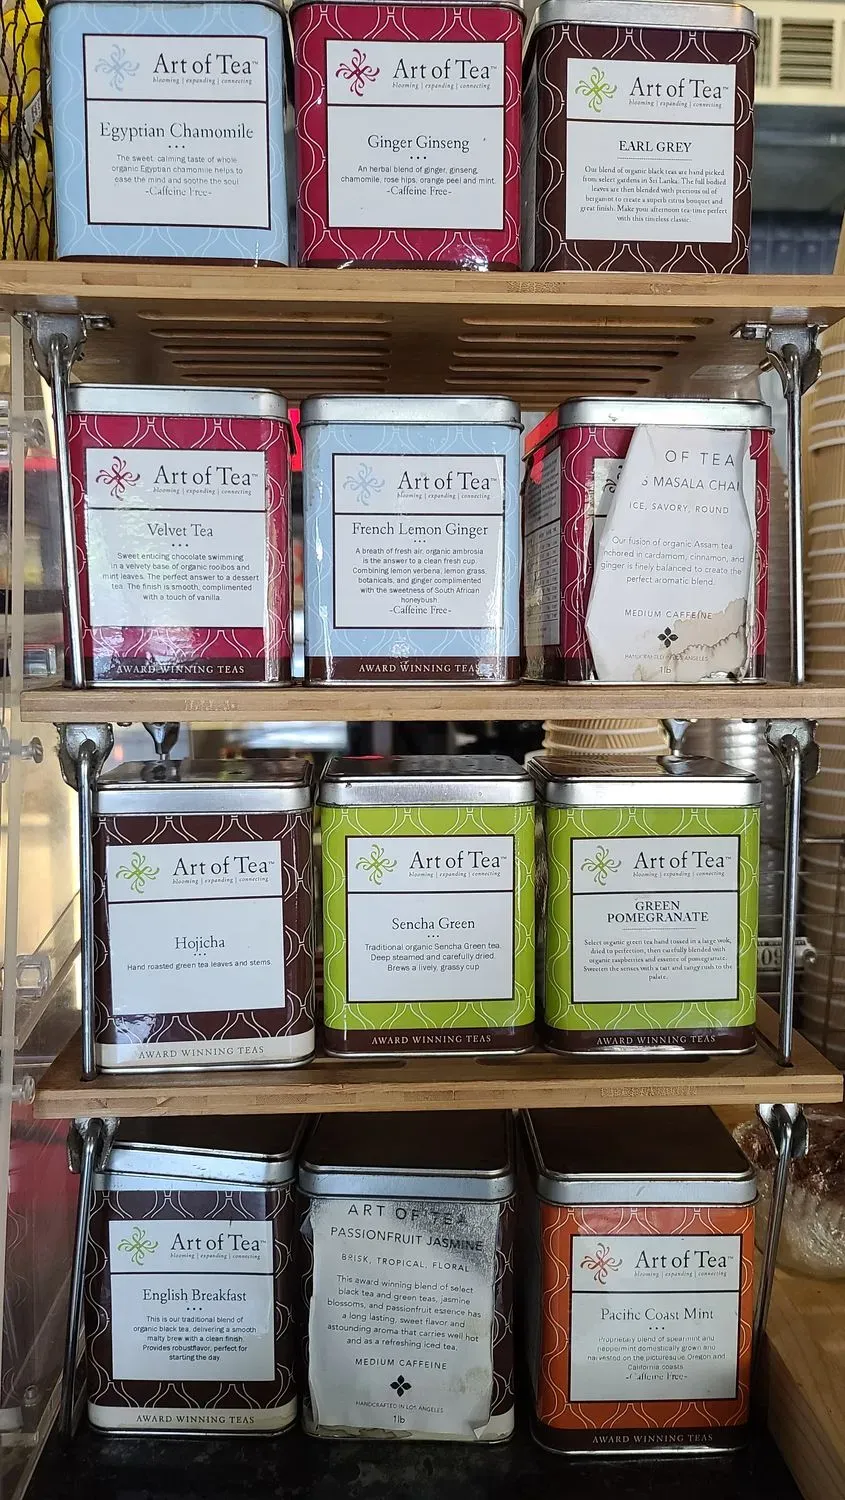 Art of Tea™
blooming | expanding | connecting
Egyptian Chamomile
The sweet, calming taste of whole
organic Egyptian chamomile helps to
ease the mind and soothe the soul
-Caffeine Free-
Art of Tea™
blooming | expanding | connecting
Ginger Ginseng
An herbal blend of ginger, ginseng,
chamomile, rose hips, orange peel and mint.
-Caffeine Free-
Art of Tea™
blooming | expanding | connecting
EARL GREY
Our blend of organic black teas are hand picked
from select gardens in Sri Lanka. The full bodied
leaves are then blended with precious oil of
bergamot to create a superb citrus bouquet and
great finish. Make your afternoon tea-time perfect
with this timeless classic.
Art of Tea™
blooming | expanding | connecting
Velvet Tea
Sweet enticing chocolate swimming
in a velvety base of organic rooibos and
mint leaves. The perfect answer to a dessert
tea. The finish is smooth, complimented
with a touch of vanilla.
AWARD WINNING TEAS
Art of Tea™
blooming | expanding | connecting
French Lemon Ginger
A breath of fresh air, organic ambrosia
is the answer to a clean fresh cup.
Combining lemon verbena, lemon grass,
botanicals, and ginger complimented
with the sweetness of South African
honeybush
-Caffeine Free-
AWARD WINNING TEAS
OF TEA
S MASALA CHAI
ICE, SAVORY, ROUND
Our fusion of organic Assam tea
nchored in cardamom, cinnamon, and
ginger is finely balanced to create the
perfect aromatic blend.
MEDIUM CAFFEINE
HANDCRAFTED IN LOS ANGELES
1lb
Art of Tea™
blooming | expanding | connecting
Hojicha
Hand roasted green tea leaves and stems.
AWARD WINNING TEAS
Art of Tea™
blooming | expanding | connecting
Sencha Green
Traditional organic Sencha Green tea.
Deep steamed and carefully dried.
Brews a lively, grassy cup
AWARD WINNING TEAS
Art of Tea™
blooming | expanding | connecting
GREEN
POMEGRANATE
Select organic green tea hand tossed in a large wok,
dried to perfection, then carefully blended with
organic raspberries and essence of pomegranate.
Sweeten the senses with a tart and tangy rush to the
palate.
AWARD WINNING TEAS
Art of Tea™
blooming | expanding | connecting
English Breakfast
This is our traditional blend of
organic black tea, delivering a smooth
malty brew with a clean finish.
Provides robust flavor, perfect for
starting the day.
AWARD WINNING TEAS
ART OF TEA
PASSIONFRUIT JASMINE
BRISK, TROPICAL, FLORAL
This award winning blend of select
black tea and green teas, jasmine
blossoms, and passionfruit essence has
a long lasting, sweet flavor and
astounding aroma that carries well hot
and as a refreshing iced tea.
MEDIUM CAFFEINE
HANDCRAFTED IN LOS ANGELES
1lb
Art of Tea™
blooming | expanding | connecting
Pacific Coast Mint
Proprietary blend of spearmint and
peppermint domestically grown and
harvested on the picturesque Oregon and
California coasts
-Caffeine Free-
AWARD WINNING TEAS